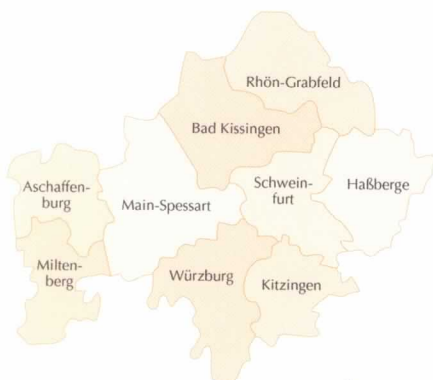 Rhön-Grabfeld
Bad Kissingen
Aschaffen-
burg
Main-Spessart
Schwein-
furt
Haßberge
Milten-
berg
Würzburg
Kitzingen